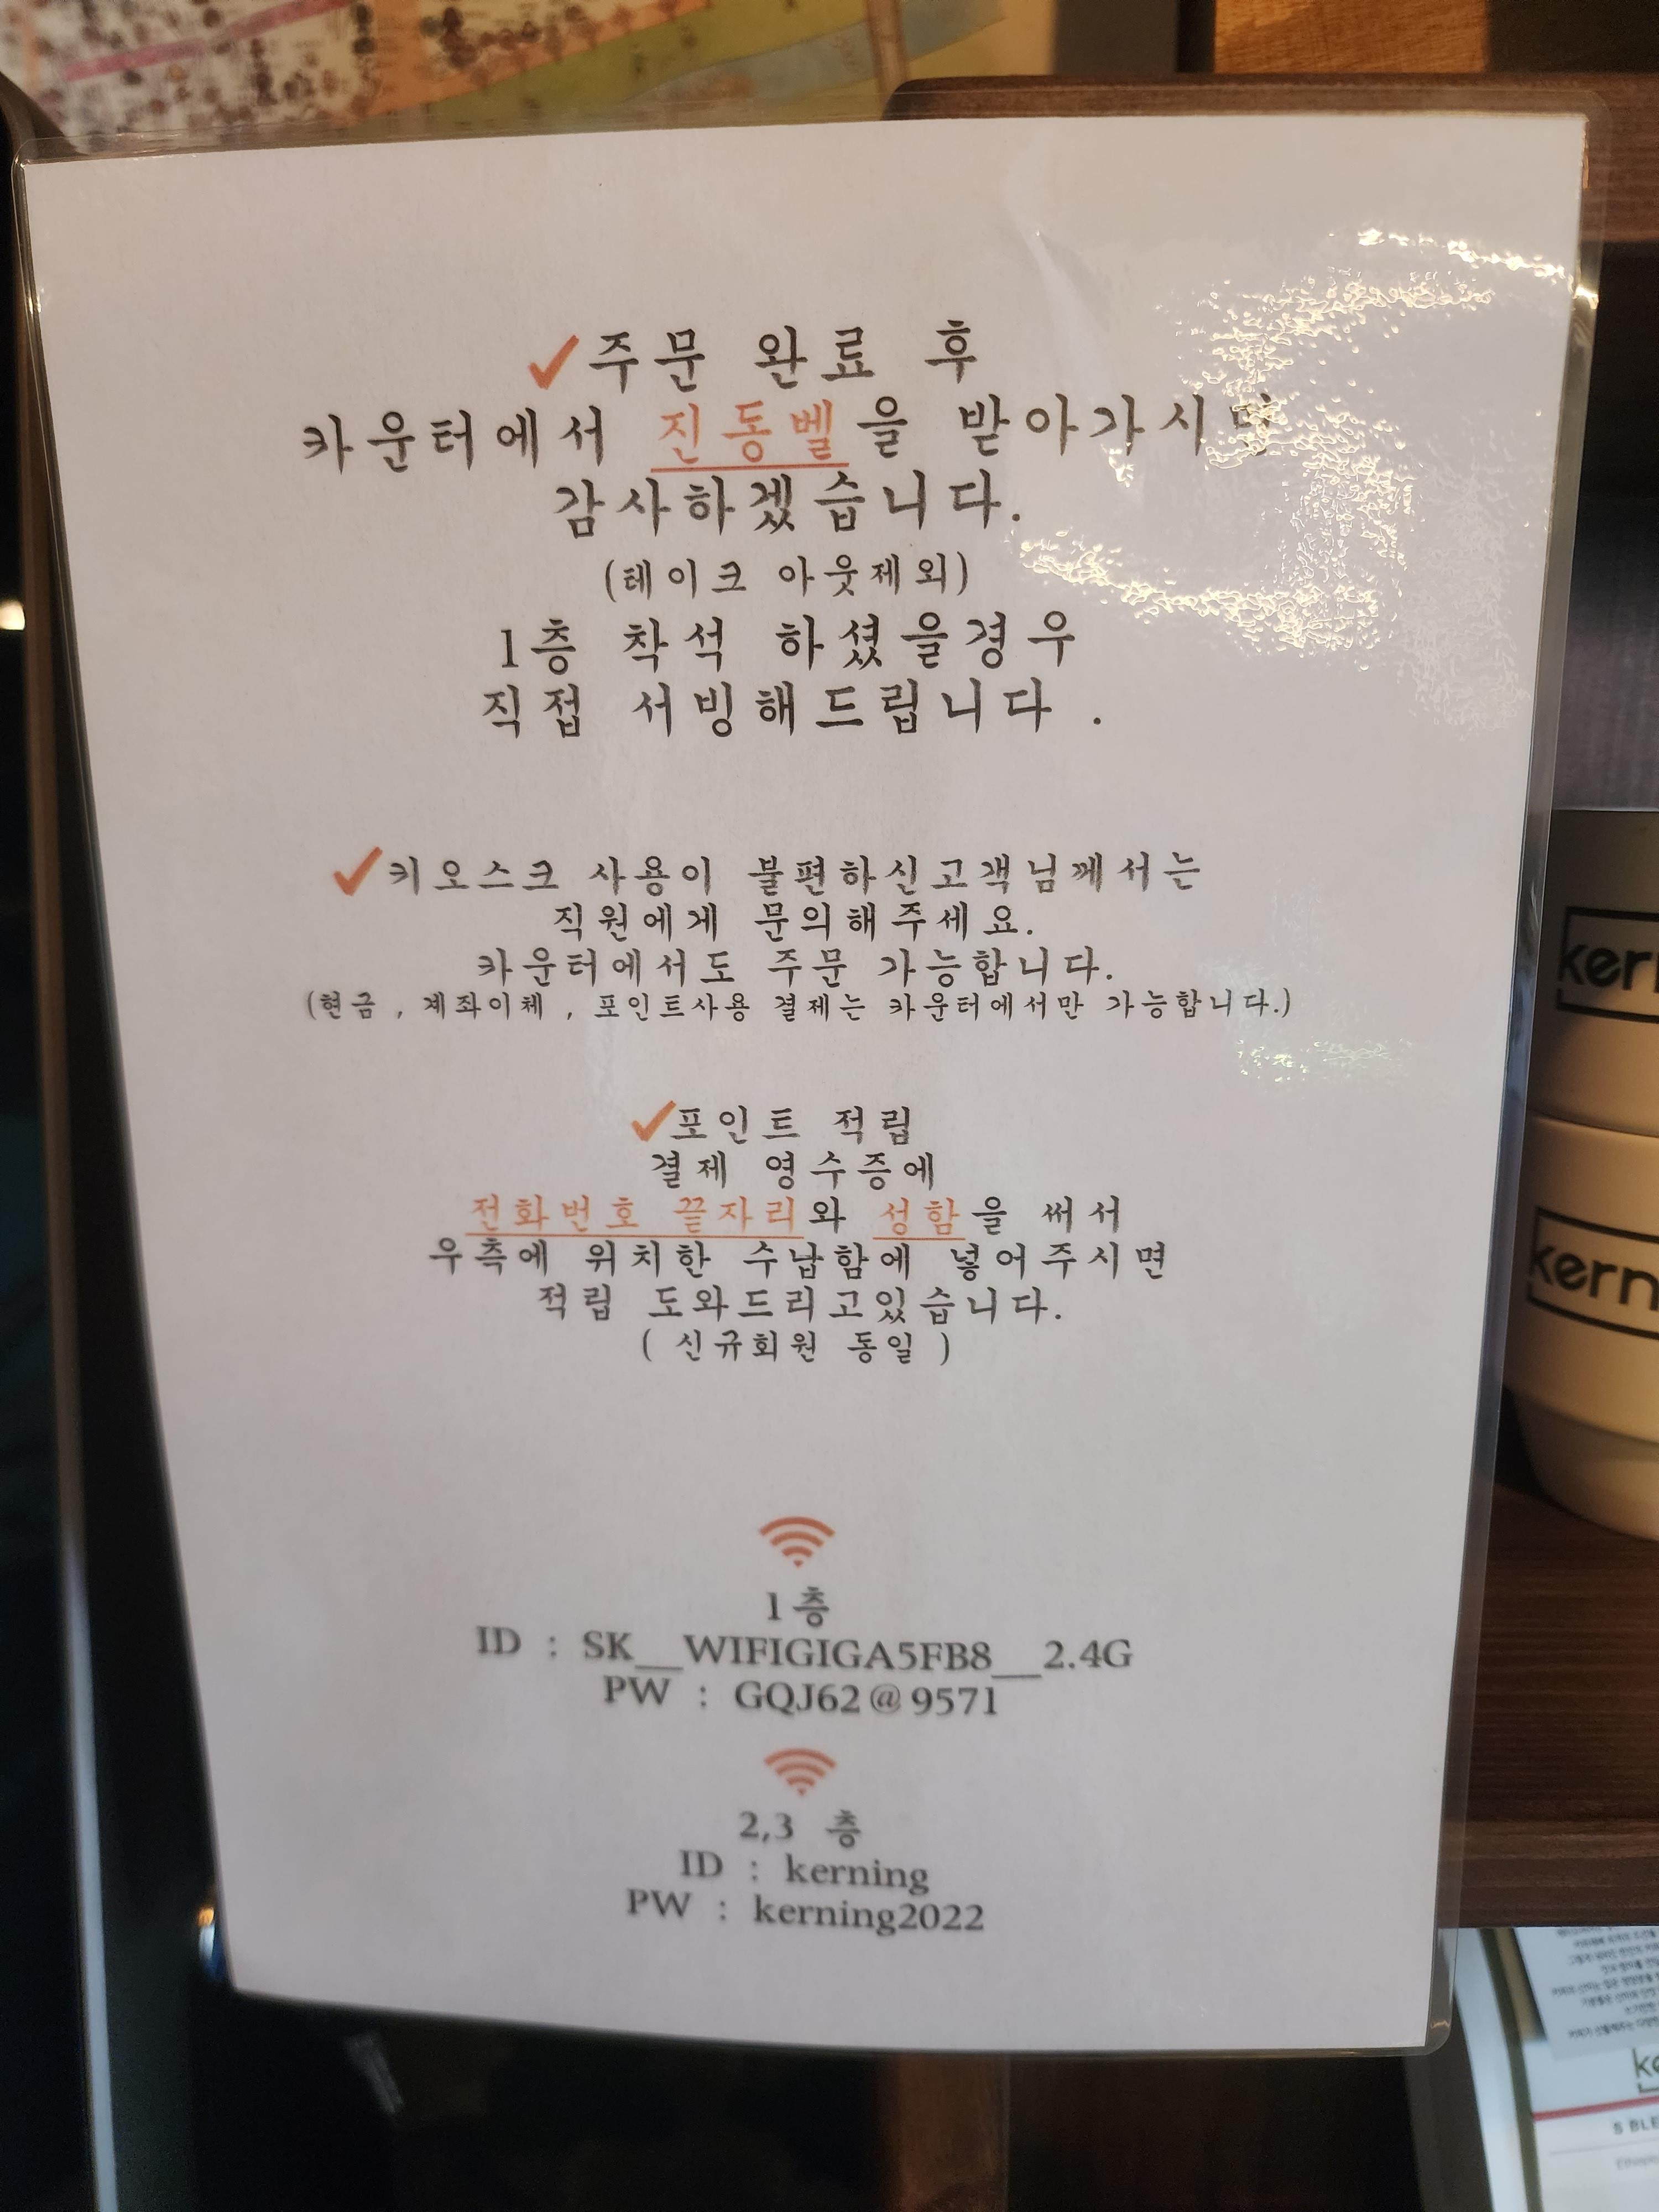 ✓주문 완료 후
카운터에서 진동벨을 받아가시면
감사하겠습니다.
(테이크 아웃제외)
1층 착석 하셨을경우
직접 서빙해드립니다 .
✓키오스크 사용이 불편하신고객님께서는
직원에게 문의해주세요.
카운터에서도 주문 가능합니다.
(현금 , 계좌이체 , 포인트사용 결제는 카운터에서만 가능합니다.)
✓포인트 적립
결제 영수증에
전화번호 끝자리와 성함을 써서
우측에 위치한 수납함에 넣어주시면
적립 도와드리고있습니다.
( 신규회원 동일 )
1층
ID : SK__WIFIGIGA5FB8__2.4G
PW : GQJ62@9571
2,3 층
ID : kerning
PW : kerning2022
kern
kern